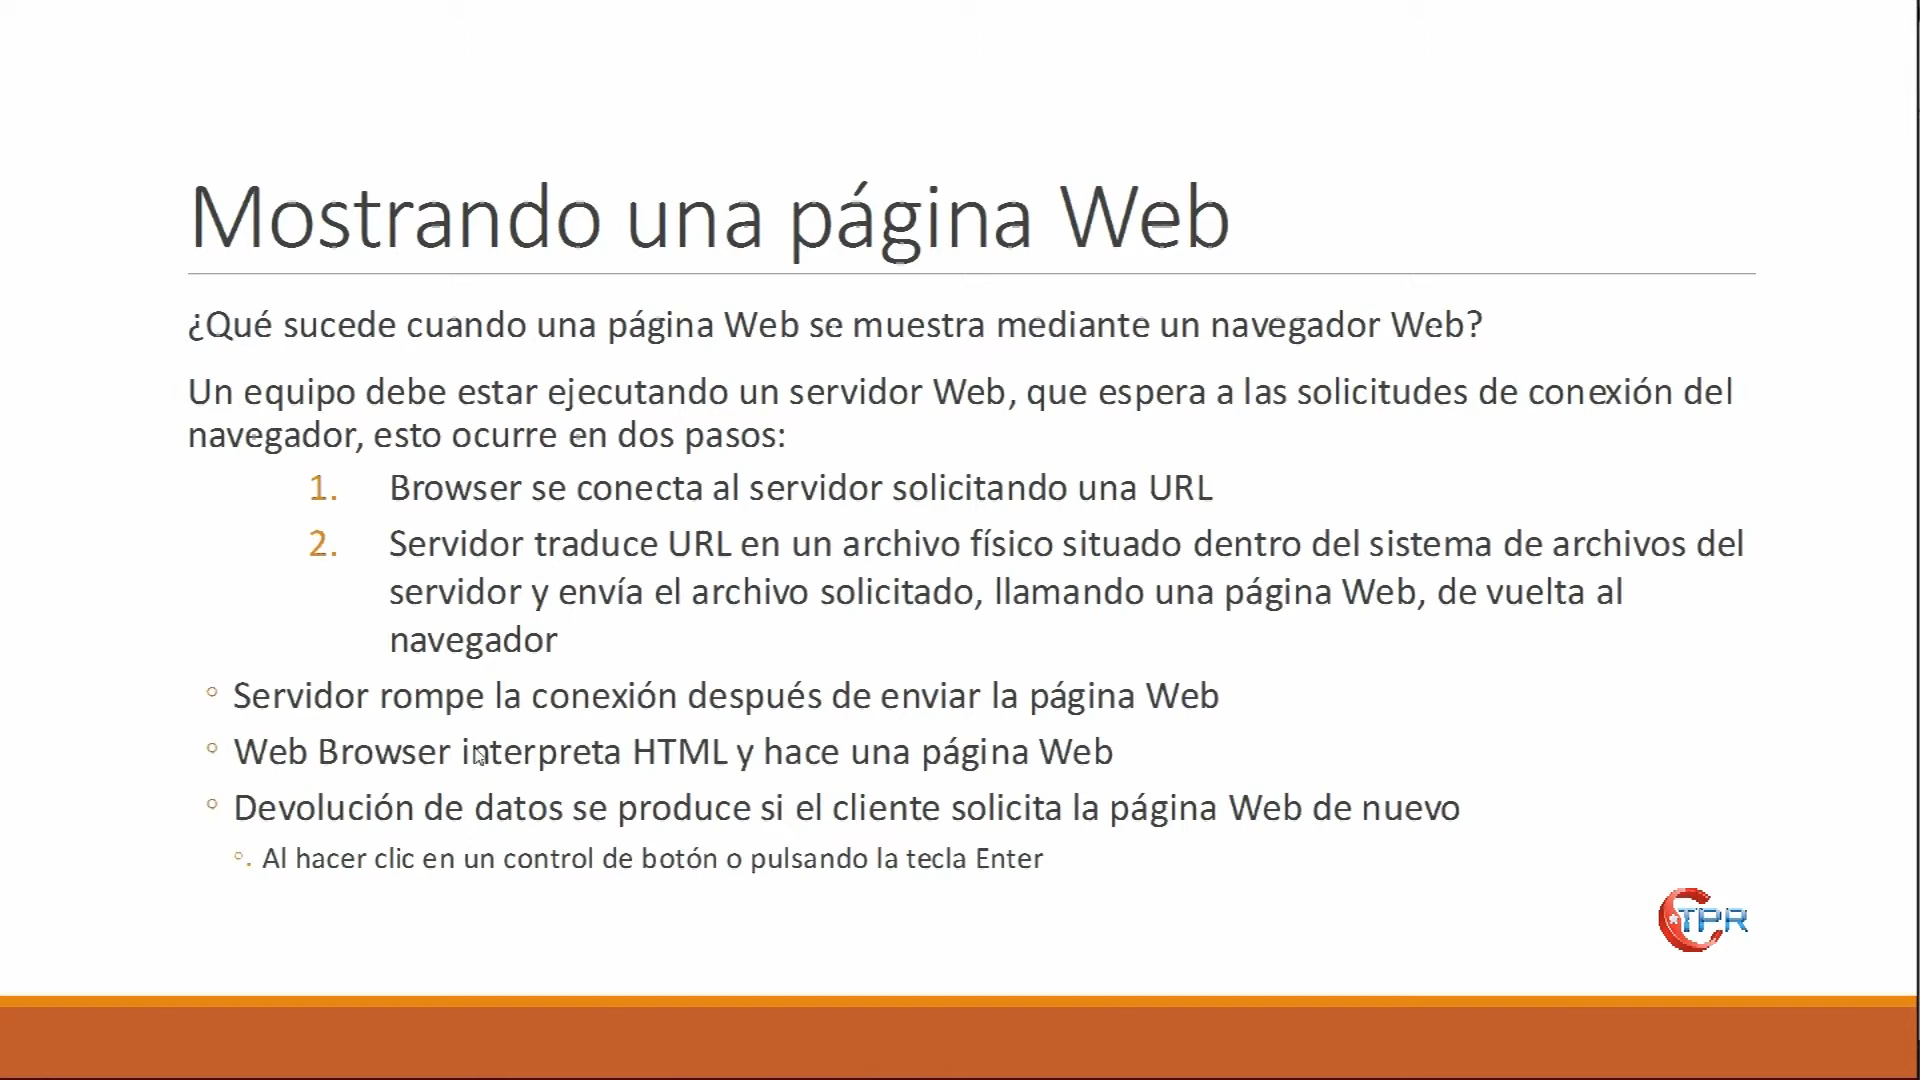 Mostrando una página Web
¿Qué sucede cuando una página Web se muestra mediante un navegador Web?
Un equipo debe estar ejecutando un servidor Web, que espera a las solicitudes de conexión del
navegador, esto ocurre en dos pasos:
1. Browser se conecta al servidor solicitando una URL
2. Servidor traduce URL en un archivo físico situado dentro del sistema de archivos del
servidor y envía el archivo solicitado, llamando una página Web, de vuelta al
navegador
◦ Servidor rompe la conexión después de enviar la página Web
◦ Web Browser interpreta HTML y hace una página Web
◦ Devolución de datos se produce si el cliente solicita la página Web de nuevo
◦. Al hacer clic en un control de botón o pulsando la tecla Enter
CTPR